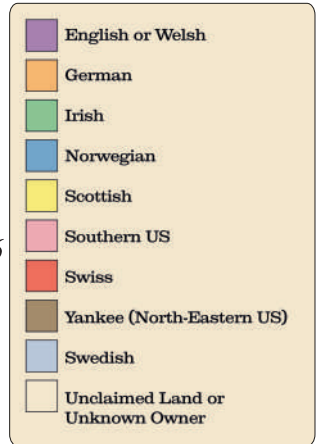 English or Welsh
German
Irish
Norwegian
Scottish
Southern US
Swiss
Yankee (North-Eastern US)
Swedish
Unclaimed Land or
Unknown Owner